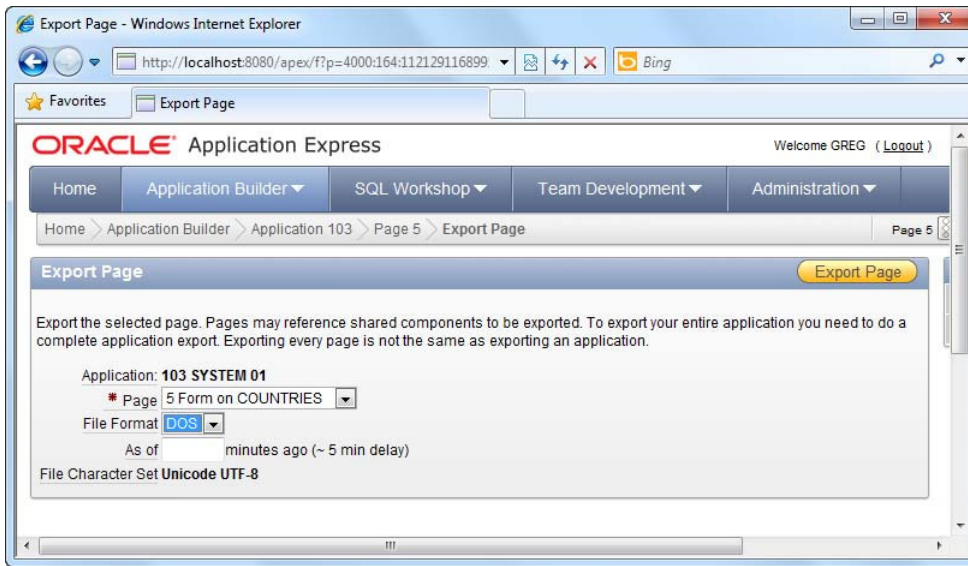 Export Page - Windows Internet Explorer
http://localhost:8080/apex/f?p=4000:164:112129116899
Bing
Favorites
Export Page
ORACLE® Application Express
Welcome GREG ( Logout )
Home
Application Builder
SQL Workshop
Team Development
Administration
Home Application Builder Application 103 Page 5 Export Page
Page 5
Export Page
Export Page
Export the selected page. Pages may reference shared components to be exported. To export your entire application you need to do a
complete application export. Exporting every page is not the same as exporting an application.
Application: 103 SYSTEM 01
* Page 5 Form on COUNTRIES
File Format DOS
As of minutes ago (~ 5 min delay)
File Character Set Unicode UTF-8